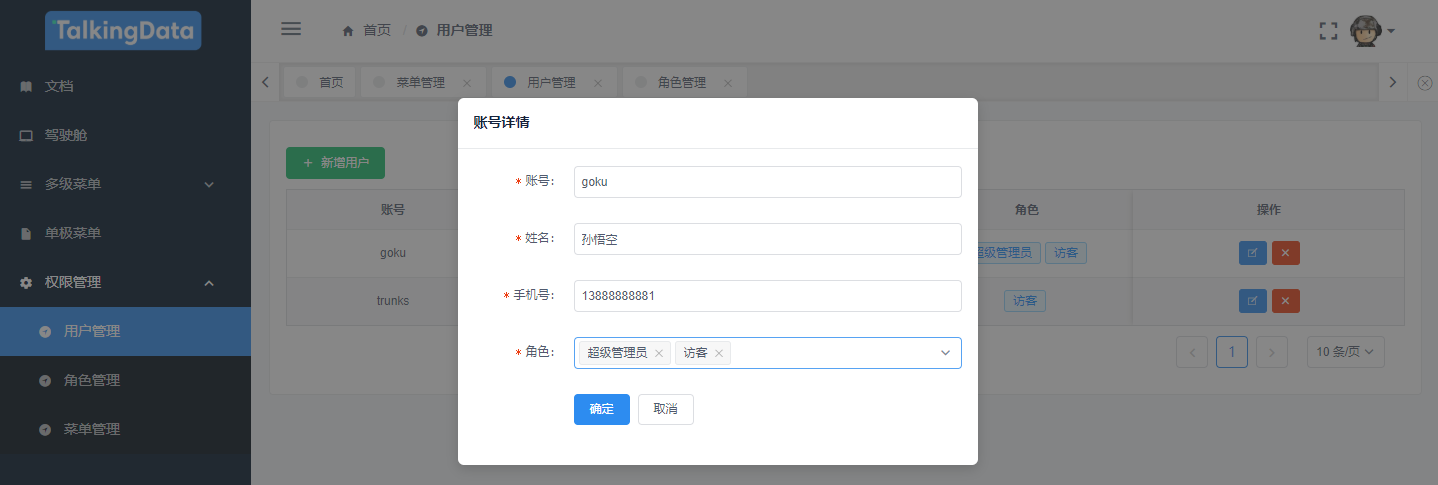 TalkingData
文档
驾驶舱
多级菜单
单极菜单
权限管理
用户管理
角色管理
菜单管理
首页 / 用户管理
首页 菜单管理 用户管理 角色管理
+ 新增用户
账号 角色 操作
goku 超级管理员 访客
trunks 访客
1 10 条/页
账号详情
* 账号: goku
* 姓名: 孙悟空
* 手机号: 13888888881
* 角色: 超级管理员 访客
确定 取消